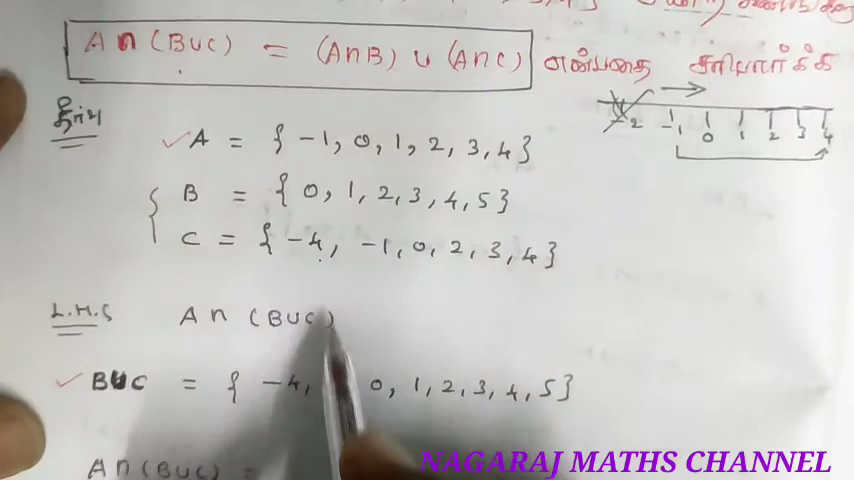 A ∩ (B∪C) = (A∩B) ∪ (A∩C) என்பதை சரிபார்க்க
தீர்வு
2 -1 0 1 2 3 4
A = { -1, 0, 1, 2, 3, 4 }
B = { 0, 1, 2, 3, 4, 5 }
C = { -4, -1, 0, 2, 3, 4 }
L.H.S A ∩ (B∪C)
B∪C = { -4, 0, 1, 2, 3, 4, 5 }
A ∩ (B∪C) =
NAGARAJ MATHS CHANNEL